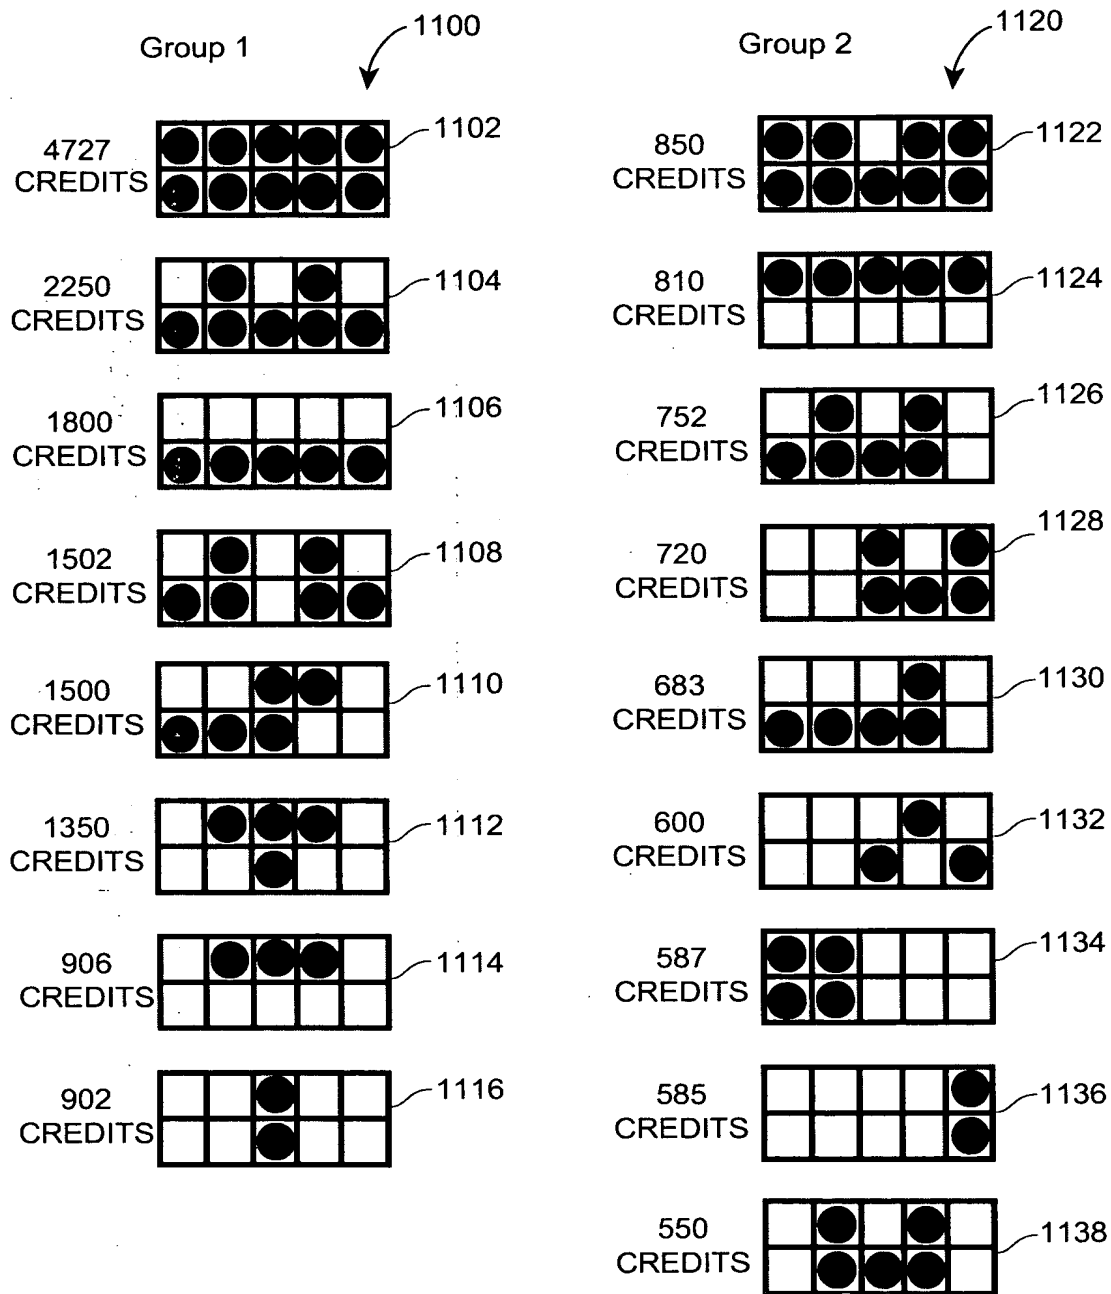 Group 1
1100
4727
CREDITS
1102
2250
CREDITS
1104
1800
CREDITS
1106
1502
CREDITS
1108
1500
CREDITS
1110
1350
CREDITS
1112
906
CREDITS
1114
902
CREDITS
1116
Group 2
1120
850
CREDITS
1122
810
CREDITS
1124
752
CREDITS
1126
720
CREDITS
1128
683
CREDITS
1130
600
CREDITS
1132
587
CREDITS
1134
585
CREDITS
1136
550
CREDITS
1138